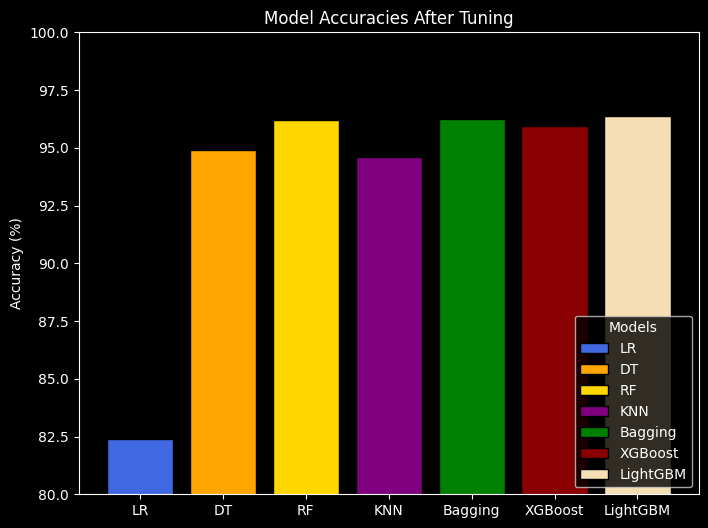 Model Accuracies After Tuning
Accuracy (%)
100.0
97.5
95.0
92.5
90.0
87.5
85.0
82.5
80.0
LR DT RF KNN Bagging XGBoost LightGBM
Models
LR
DT
RF
KNN
Bagging
XGBoost
LightGBM